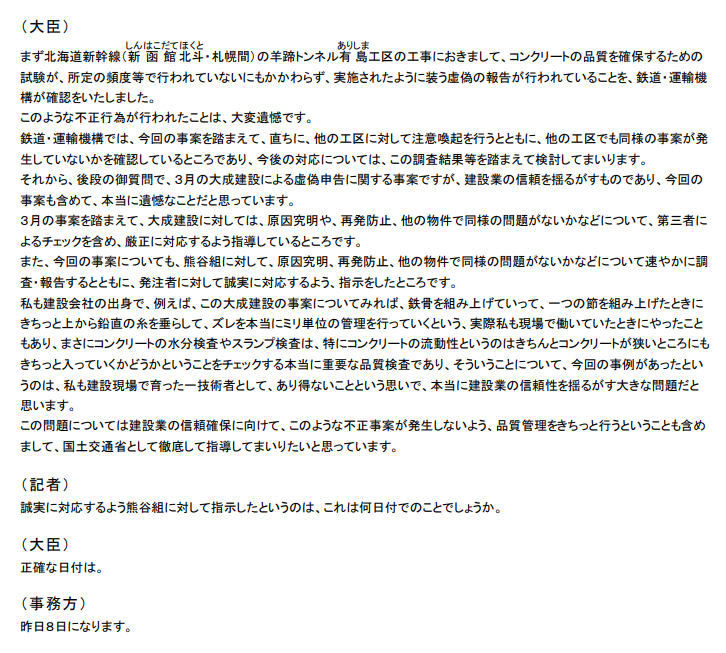 （大臣）
しんはこだてほくと ありしま
まず北海道新幹線（新函館北斗・札幌間）の羊蹄トンネル有島工区の工事におきまして、コンクリートの品質を確保するための
試験が、所定の頻度等で行われていないにもかかわらず、実施されたように装う虚偽の報告が行われていることを、鉄道・運輸機
構が確認をいたしました。
このような不正行為が行われたことは、大変遺憾です。
鉄道・運輸機構では、今回の事案を踏まえて、直ちに、他の工区に対して注意喚起を行うとともに、他の工区でも同様の事案が発
生していないかを確認しているところであり、今後の対応については、この調査結果等を踏まえて検討してまいります。
それから、後段の御質問で、３月の大成建設による虚偽申告に関する事案ですが、建設業の信頼を揺るがすものであり、今回の
事案も含めて、本当に遺憾なことだと思っています。
３月の事案を踏まえて、大成建設に対しては、原因究明や、再発防止、他の物件で同様の問題がないかなどについて、第三者に
よるチェックを含め、厳正に対応するよう指導しているところです。
また、今回の事案についても、熊谷組に対して、原因究明、再発防止、他の物件で同様の問題がないかなどについて速やかに調
査・報告するとともに、発注者に対して誠実に対応するよう、指示をしたところです。
私も建設会社の出身で、例えば、この大成建設の事案についてみれば、鉄骨を組み上げていって、一つの節を組み上げたときに
きちっと上から鉛直の糸を垂らして、ズレを本当にミリ単位の管理を行っていくという、実際私も現場で働いていたときにやったこと
もあり、まさにコンクリートの水分検査やスランプ検査は、特にコンクリートの流動性というのはきちんとコンクリートが狭いところにも
きちっと入っていくかどうかということをチェックする本当に重要な品質検査であり、そういうことについて、今回の事例があったとい
うのは、私も建設現場で育った一技術者として、あり得ないことという思いで、本当に建設業の信頼性を揺るがす大きな問題だと
思います。
この問題については建設業の信頼確保に向けて、このような不正事案が発生しないよう、品質管理をきちっと行うということも含め
まして、国土交通省として徹底して指導してまいりたいと思っています。
（記者）
誠実に対応するよう熊谷組に対して指示したというのは、これは何日付でのことでしょうか。
（大臣）
正確な日付は。
（事務方）
昨日８日になります。